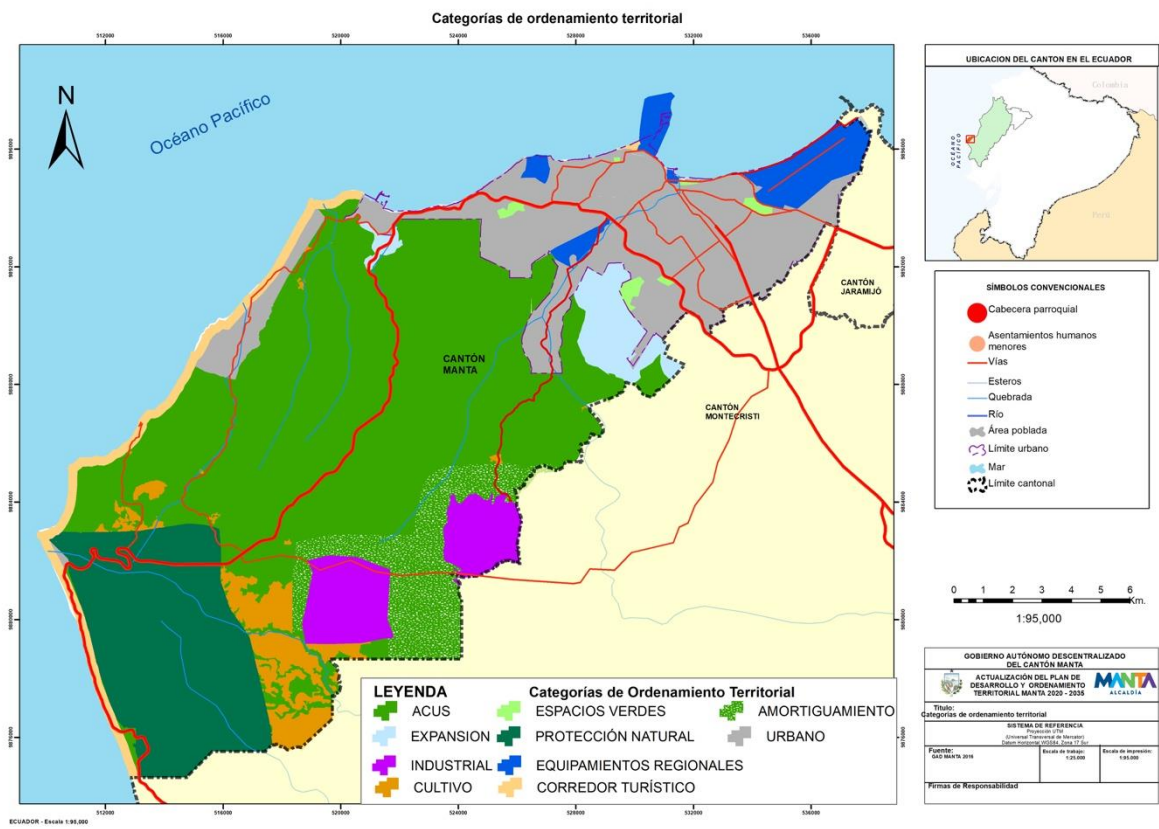 Categorías de ordenamiento territorial
512000 516000 520000 524000 528000 532000 536000
N
Océano Pacífico
CANTÓN
JARAMIJÓ
CANTÓN
MANTA
CANTÓN
MONTECRISTI
LEYENDA
ACUS
EXPANSION
INDUSTRIAL
CULTIVO
Categorías de Ordenamiento Territorial
ESPACIOS VERDES
PROTECCIÓN NATURAL
EQUIPAMIENTOS REGIONALES
CORREDOR TURÍSTICO
AMORTIGUAMIENTO
URBANO
512000 516000 520000 524000 528000 532000 536000
ECUADOR - Escala 1:95,000
UBICACION DEL CANTON EN EL ECUADOR
Colombia
OCÉANO
PACÍFICO
Perú
SÍMBOLOS CONVENCIONALES
Cabecera parroquial
Asentamientos humanos
menores
Vías
Esteros
Quebrada
Río
Área poblada
Límite urbano
Mar
Límite cantonal
0 1 2 3 4 5 6
Km.
1:95,000
GOBIERNO AUTÓNOMO DESCENTRALIZADO
DEL CANTÓN MANTA
ACTUALIZACIÓN DEL PLAN DE
DESARROLLO Y ORDENAMIENTO
TERRITORIAL MANTA 2020 - 2035
MANTA
ALCALDÍA
Título:
Categorías de ordenamiento territorial
SISTEMA DE REFERENCIA
Proyección UTM
(Universal Transversal de Mercator)
Datum Horizontal WGS84, Zona 17 Sur
Fuente:
GAD MANTA 2019
Escala de trabajo:
1:25.000
Escala de impresión:
1:95.000
Firmas de Responsabilidad